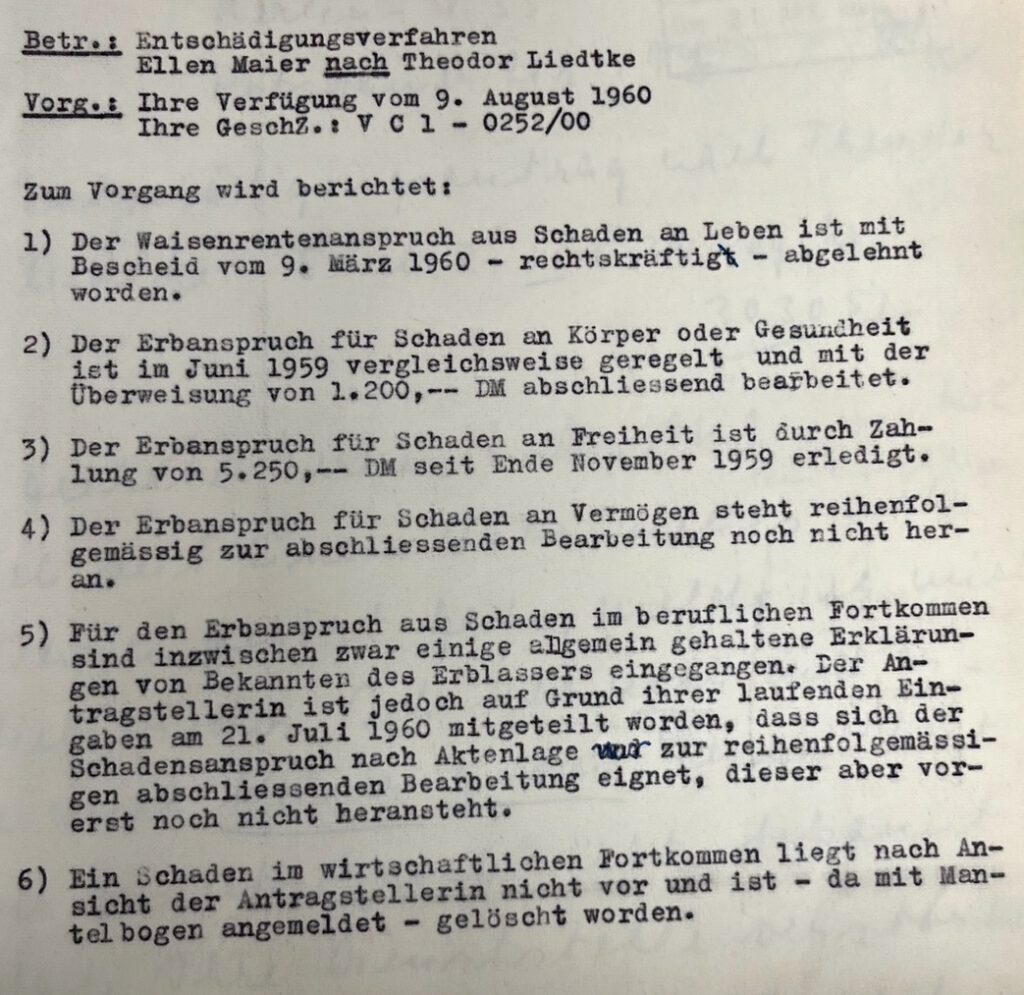 Betr.: Entschädigungsverfahren
Ellen Maier nach Theodor Liedtke
Vorg.: Ihre Verfügung vom 9. August 1960
Ihre GeschZ.: V C 1 - 0252/00
Zum Vorgang wird berichtet:
1) Der Waisenrentenanspruch aus Schaden an Leben ist mit
Bescheid vom 9. März 1960 - rechtskräftig - abgelehnt
worden.
2) Der Erbanspruch für Schaden an Körper oder Gesundheit
ist im Juni 1959 vergleichsweise geregelt und mit der
Überweisung von 1.200,-- DM abschliessend bearbeitet.
3) Der Erbanspruch für Schaden an Freiheit ist durch Zah-
lung von 5.250,-- DM seit Ende November 1959 erledigt.
4) Der Erbanspruch für Schaden an Vermögen steht reihenfol-
gemässig zur abschliessenden Bearbeitung noch nicht her-
an.
5) Für den Erbanspruch aus Schaden im beruflichen Fortkommen
sind inzwischen zwar einige allgemein gehaltene Erklärun-
gen von Bekannten des Erblassers eingegangen. Der An-
tragstellerin ist jedoch auf Grund ihrer laufenden Ein-
gaben am 21. Juli 1960 mitgeteilt worden, dass sich der
Schadensanspruch nach Aktenlage zur reihenfolgemässi-
gen abschliessenden Bearbeitung eignet, dieser aber vor-
erst noch nicht heransteht.
6) Ein Schaden im wirtschaftlichen Fortkommen liegt nach An-
sicht der Antragstellerin nicht vor und ist - da mit Man-
telbogen angemeldet - gelöscht worden.